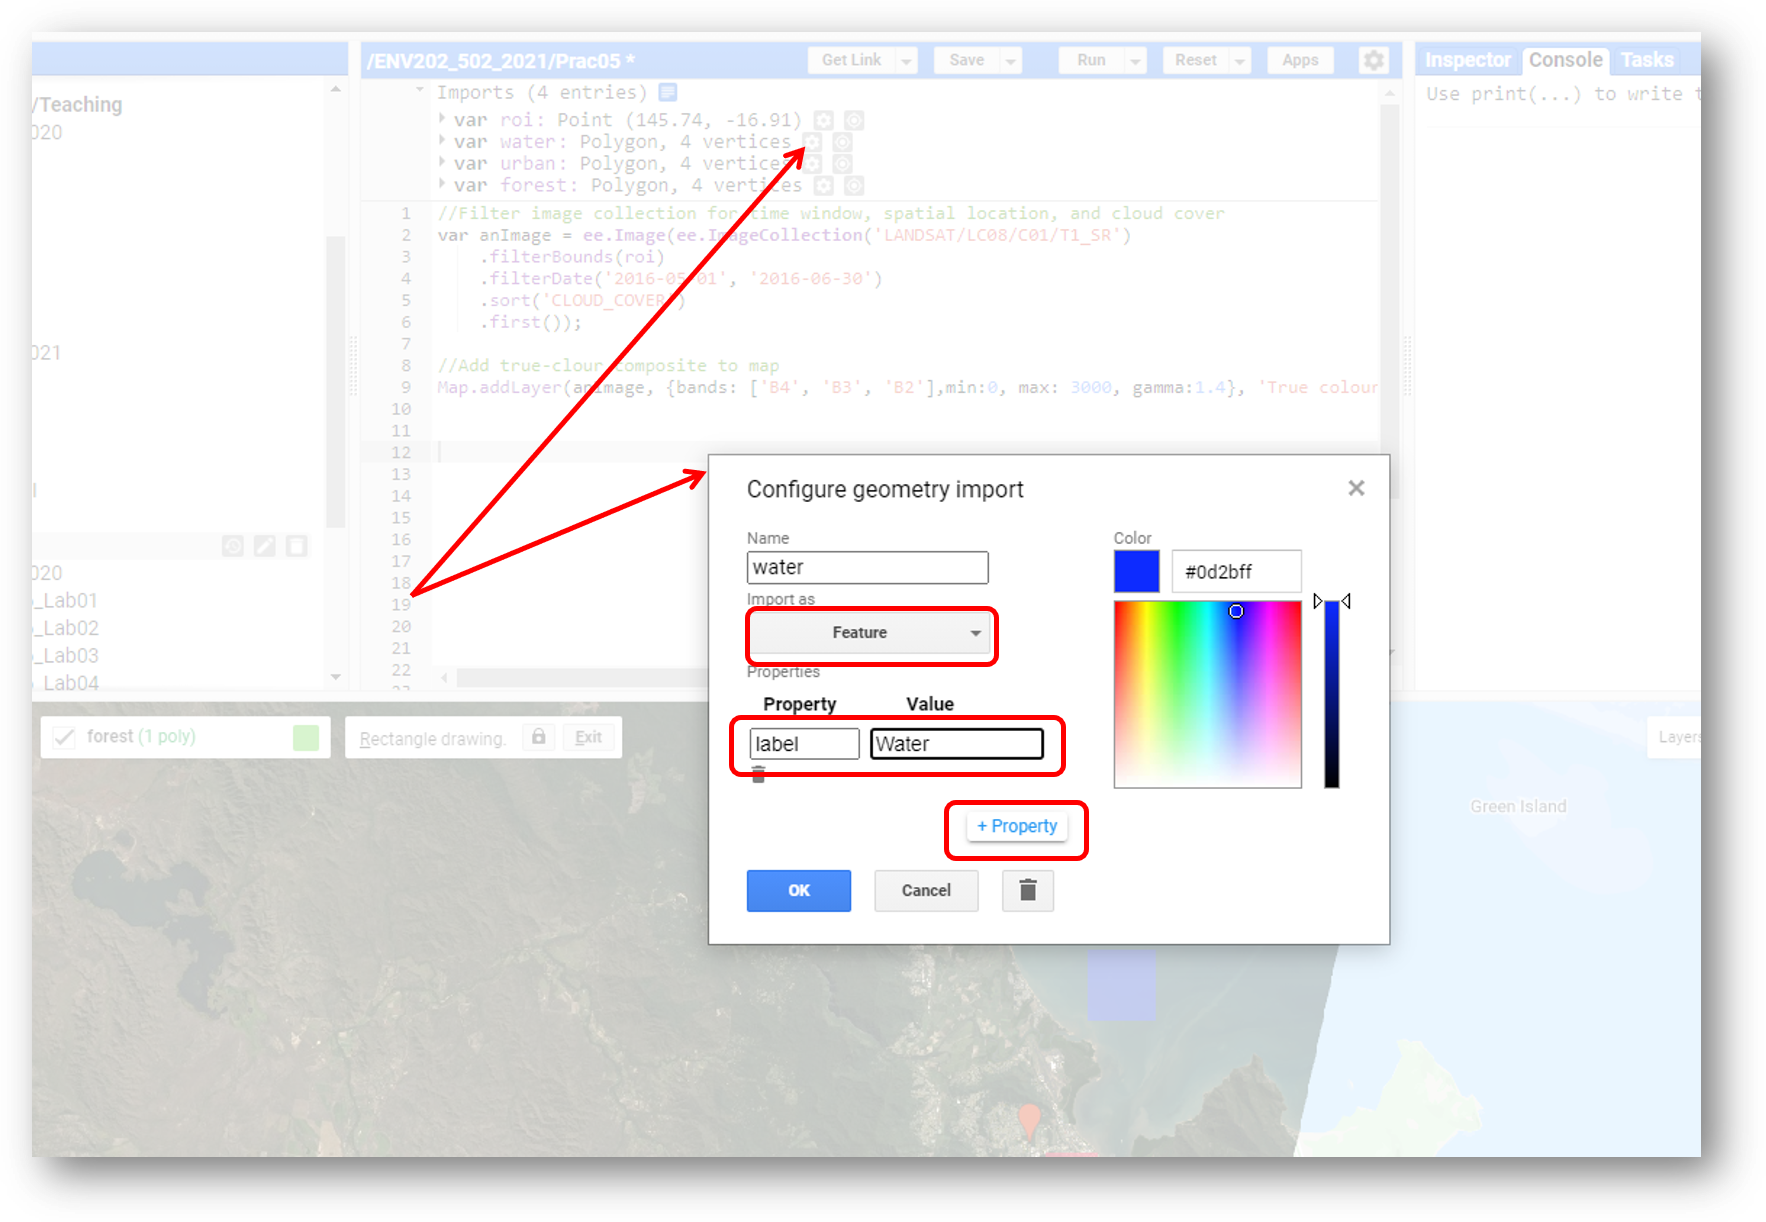 /ENV202_502_2021/Prac05 *
Get Link
Save
Run
Reset
Apps
Inspector
Console
Tasks
/Teaching
020
021
020
_Lab01
_Lab02
_Lab03
_Lab04
Imports (4 entries)
var roi: Point (145.74, -16.91)
var water: Polygon, 4 vertices
var urban: Polygon, 4 vertices
var forest: Polygon, 4 vertices
1 //Filter image collection for time window, spatial location, and cloud cover
2 var anImage = ee.Image(ee.ImageCollection('LANDSAT/LC08/C01/T1_SR')
3 .filterBounds(roi)
4 .filterDate('2016-05-01', '2016-06-30')
5 .sort('CLOUD_COVER')
6 .first());
7
8 //Add true-clour composite to map
9 Map.addLayer(anImage, {bands: ['B4', 'B3', 'B2'],min:0, max: 3000, gamma:1.4}, 'True colour
10
11
12
13
14
15
16
17
18
19
20
21
22
Use print(...) to write
Configure geometry import
Name
water
Import as
Feature
Properties
Property Value
label Water
+ Property
OK
Cancel
Color
#0d2bff
forest (1 poly)
Rectangle drawing.
Exit
Layers
Green Island